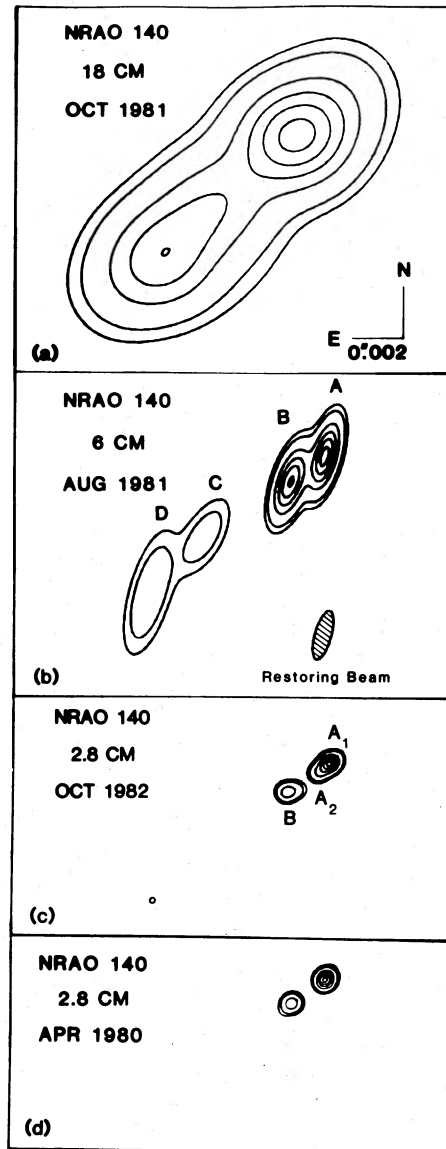 NRAO 140
18 CM
OCT 1981
N
E
0".002
(a)
NRAO 140
6 CM
AUG 1981
A
B
C
D
Restoring Beam
(b)
NRAO 140
2.8 CM
OCT 1982
A₁
A₂
B
(c)
NRAO 140
2.8 CM
APR 1980
(d)